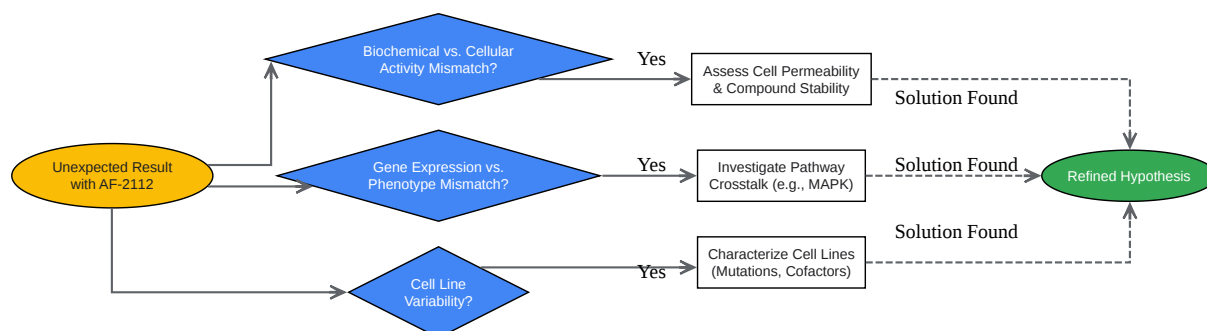 Biochemical vs. Cellular
Activity Mismatch?
Yes
Assess Cell Permeability
& Compound Stability
Solution Found
Unexpected Result
with AF-2112
Gene Expression vs.
Phenotype Mismatch?
Yes
Investigate Pathway
Crosstalk (e.g., MAPK)
Solution Found
Refined Hypothesis
Cell Line
Variability?
Yes
Characterize Cell Lines
(Mutations, Cofactors)
Solution Found